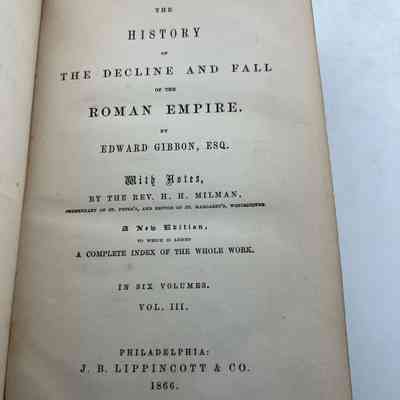 THE
HISTORY
OF
THE DECLINE AND FALL
OF THE
ROMAN EMPIRE.
BY
EDWARD GIBBON, ESQ.
With Notes,
BY THE REV. H. H. MILMAN,
PREBENDARY OF ST. PETER'S, AND RECTOR OF ST. MARGARET'S, WESTMINSTER.
A New Edition,
TO WHICH IS ADDED
A COMPLETE INDEX OF THE WHOLE WORK.
IN SIX VOLUMES.
VOL. III.
PHILADELPHIA:
J. B. LIPPINCOTT & CO.
1866.